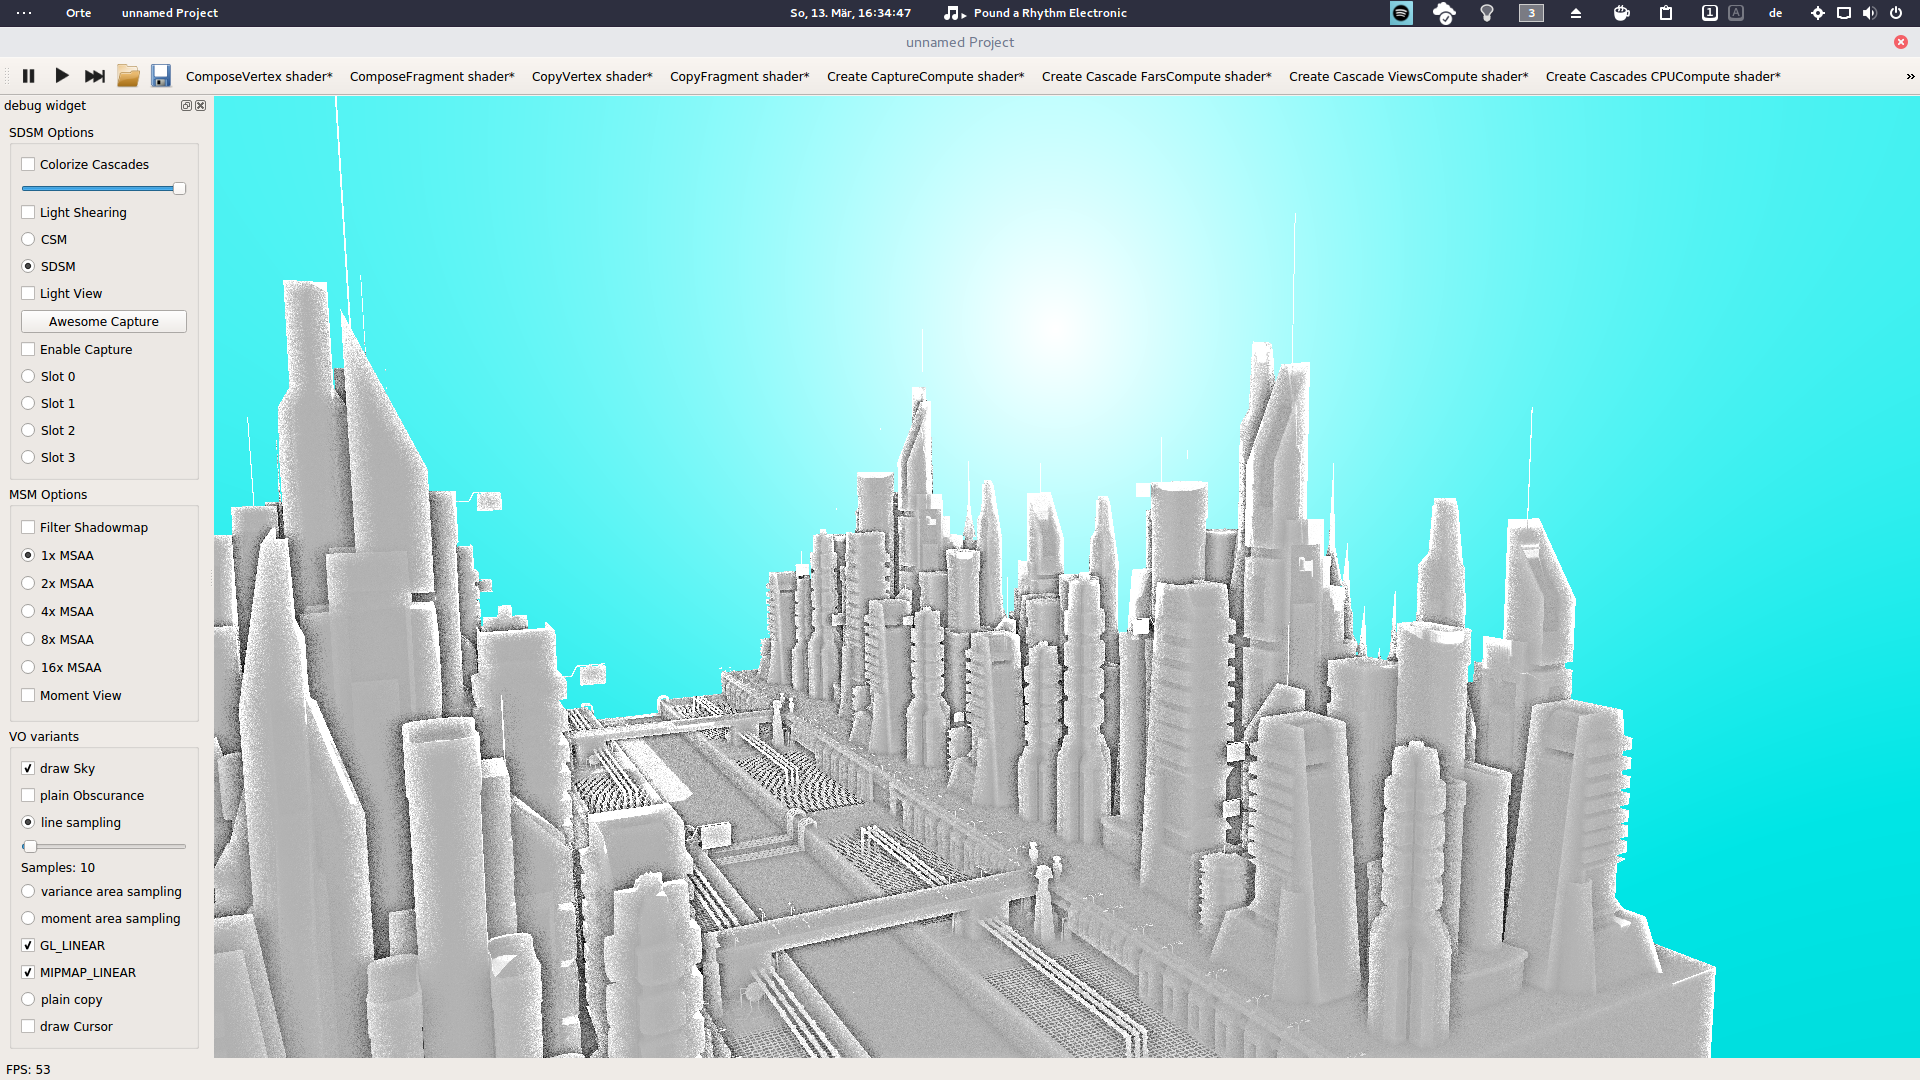 Orte unnamed Project So, 13. Mär, 16:34:47 Pound a Rhythm Electronic 3 1 A de
unnamed Project
ComposeVertex shader* ComposeFragment shader* CopyVertex shader* CopyFragment shader* Create CaptureCompute shader* Create Cascade FarsCompute shader* Create Cascade ViewsCompute shader* Create Cascades CPUCompute shader* »
debug widget
SDSM Options
Colorize Cascades
Light Shearing
CSM
SDSM
Light View
Awesome Capture
Enable Capture
Slot 0
Slot 1
Slot 2
Slot 3
MSM Options
Filter Shadowmap
1x MSAA
2x MSAA
4x MSAA
8x MSAA
16x MSAA
Moment View
VO variants
draw Sky
plain Obscurance
line sampling
Samples: 10
variance area sampling
moment area sampling
GL_LINEAR
MIPMAP_LINEAR
plain copy
draw Cursor
FPS: 53